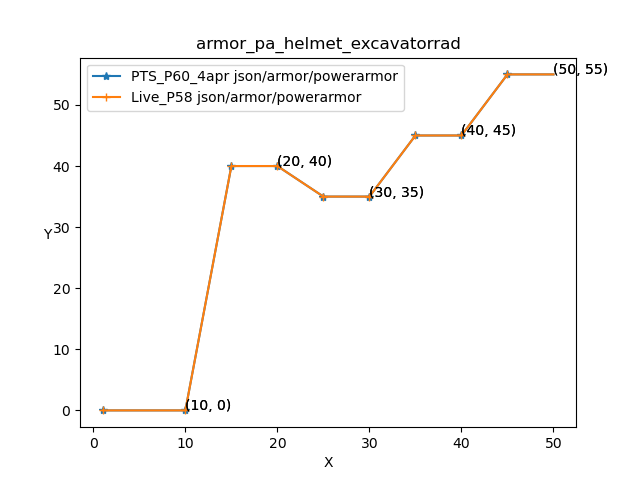 armor_pa_helmet_excavatorrad
PTS_P60_4apr json/armor/powerarmor
Live_P58 json/armor/powerarmor
(50, 55)
(40, 45)
(20, 40)
(30, 35)
(10, 0)
50
40
30
20
10
0
Y
0 10 20 30 40 50
X